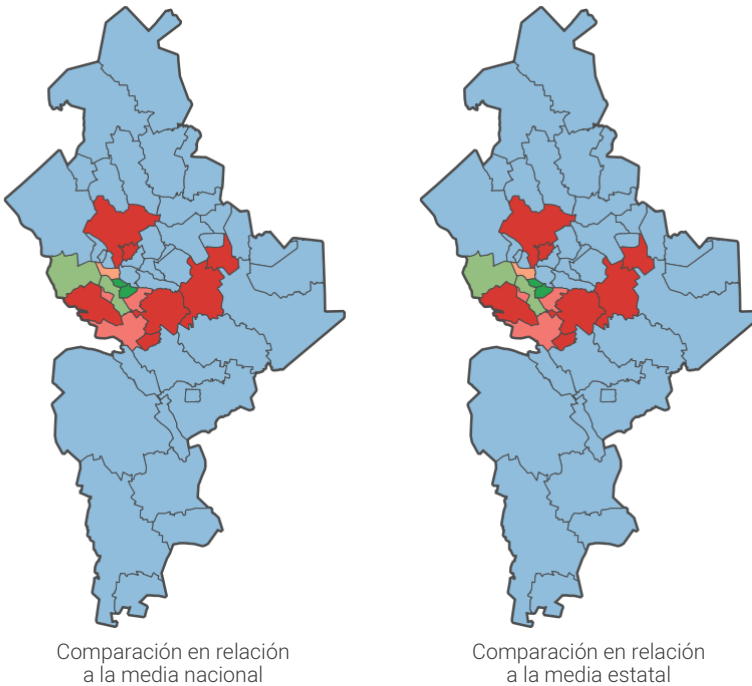 Comparación en relación
a la media nacional
Comparación en relación
a la media estatal